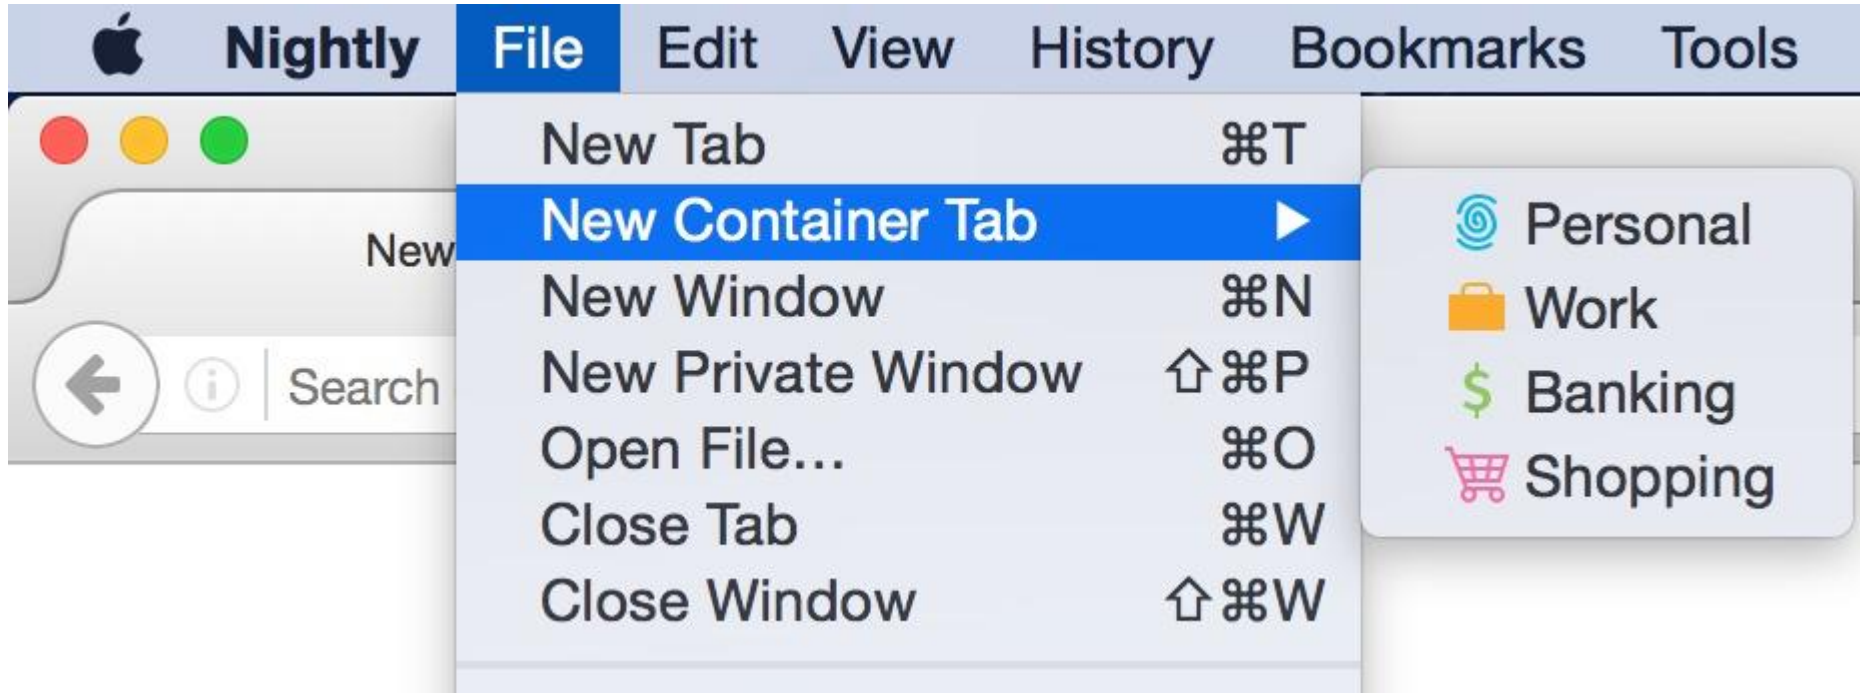 Nightly File Edit View History Bookmarks Tools
New Tab ⌘T
New Container Tab ▶
New Window ⌘N
New Private Window ⇧⌘P
Open File... ⌘O
Close Tab ⌘W
Close Window ⇧⌘W
Personal
Work
$ Banking
Shopping
New
Search